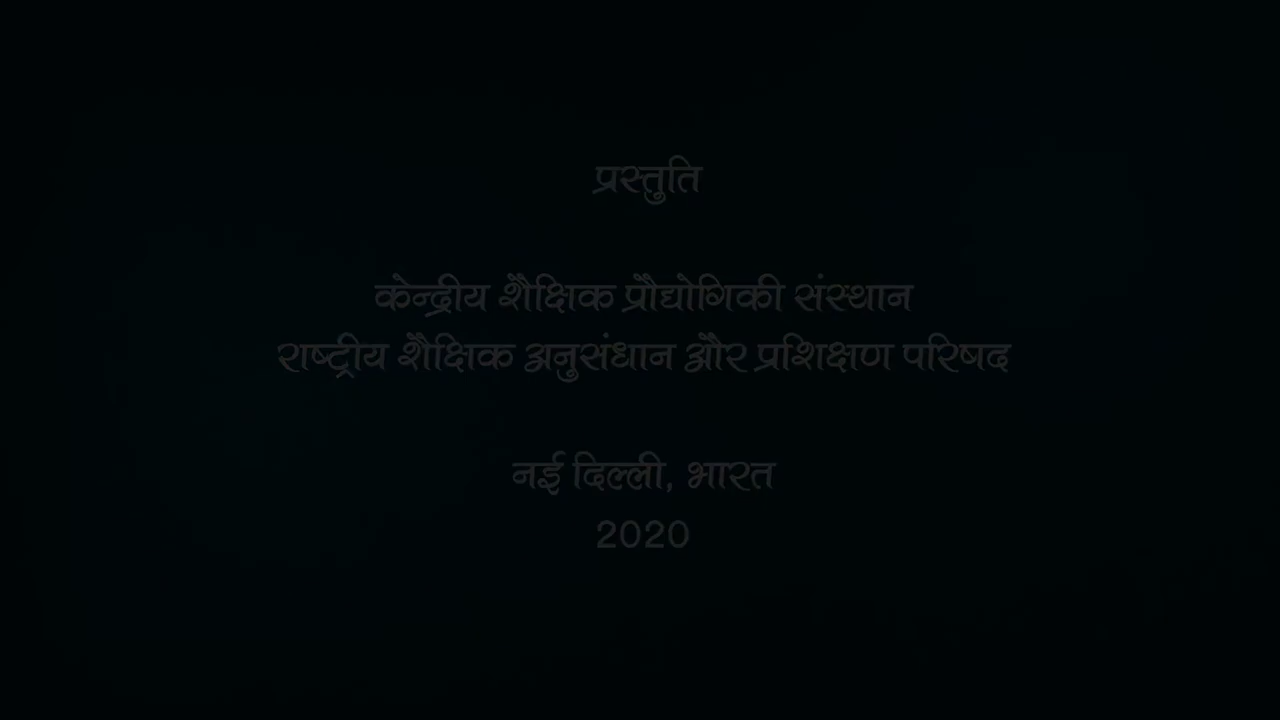 प्रस्तुति
केन्द्रीय शैक्षिक प्रौद्योगिकी संस्थान
राष्ट्रीय शैक्षिक अनुसंधान और प्रशिक्षण परिषद
नई दिल्ली, भारत
2020